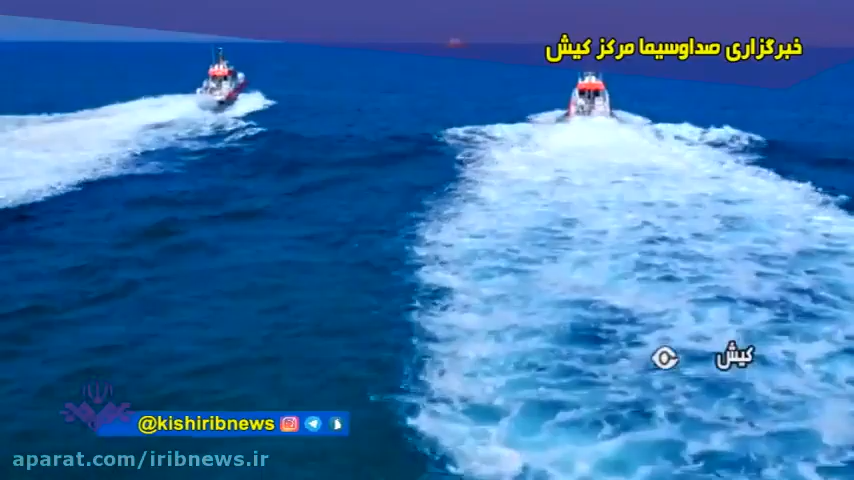 خبرگزاری صداوسیما مرکز کیش
کیش
@kishiribnews
aparat.com/iribnews.ir